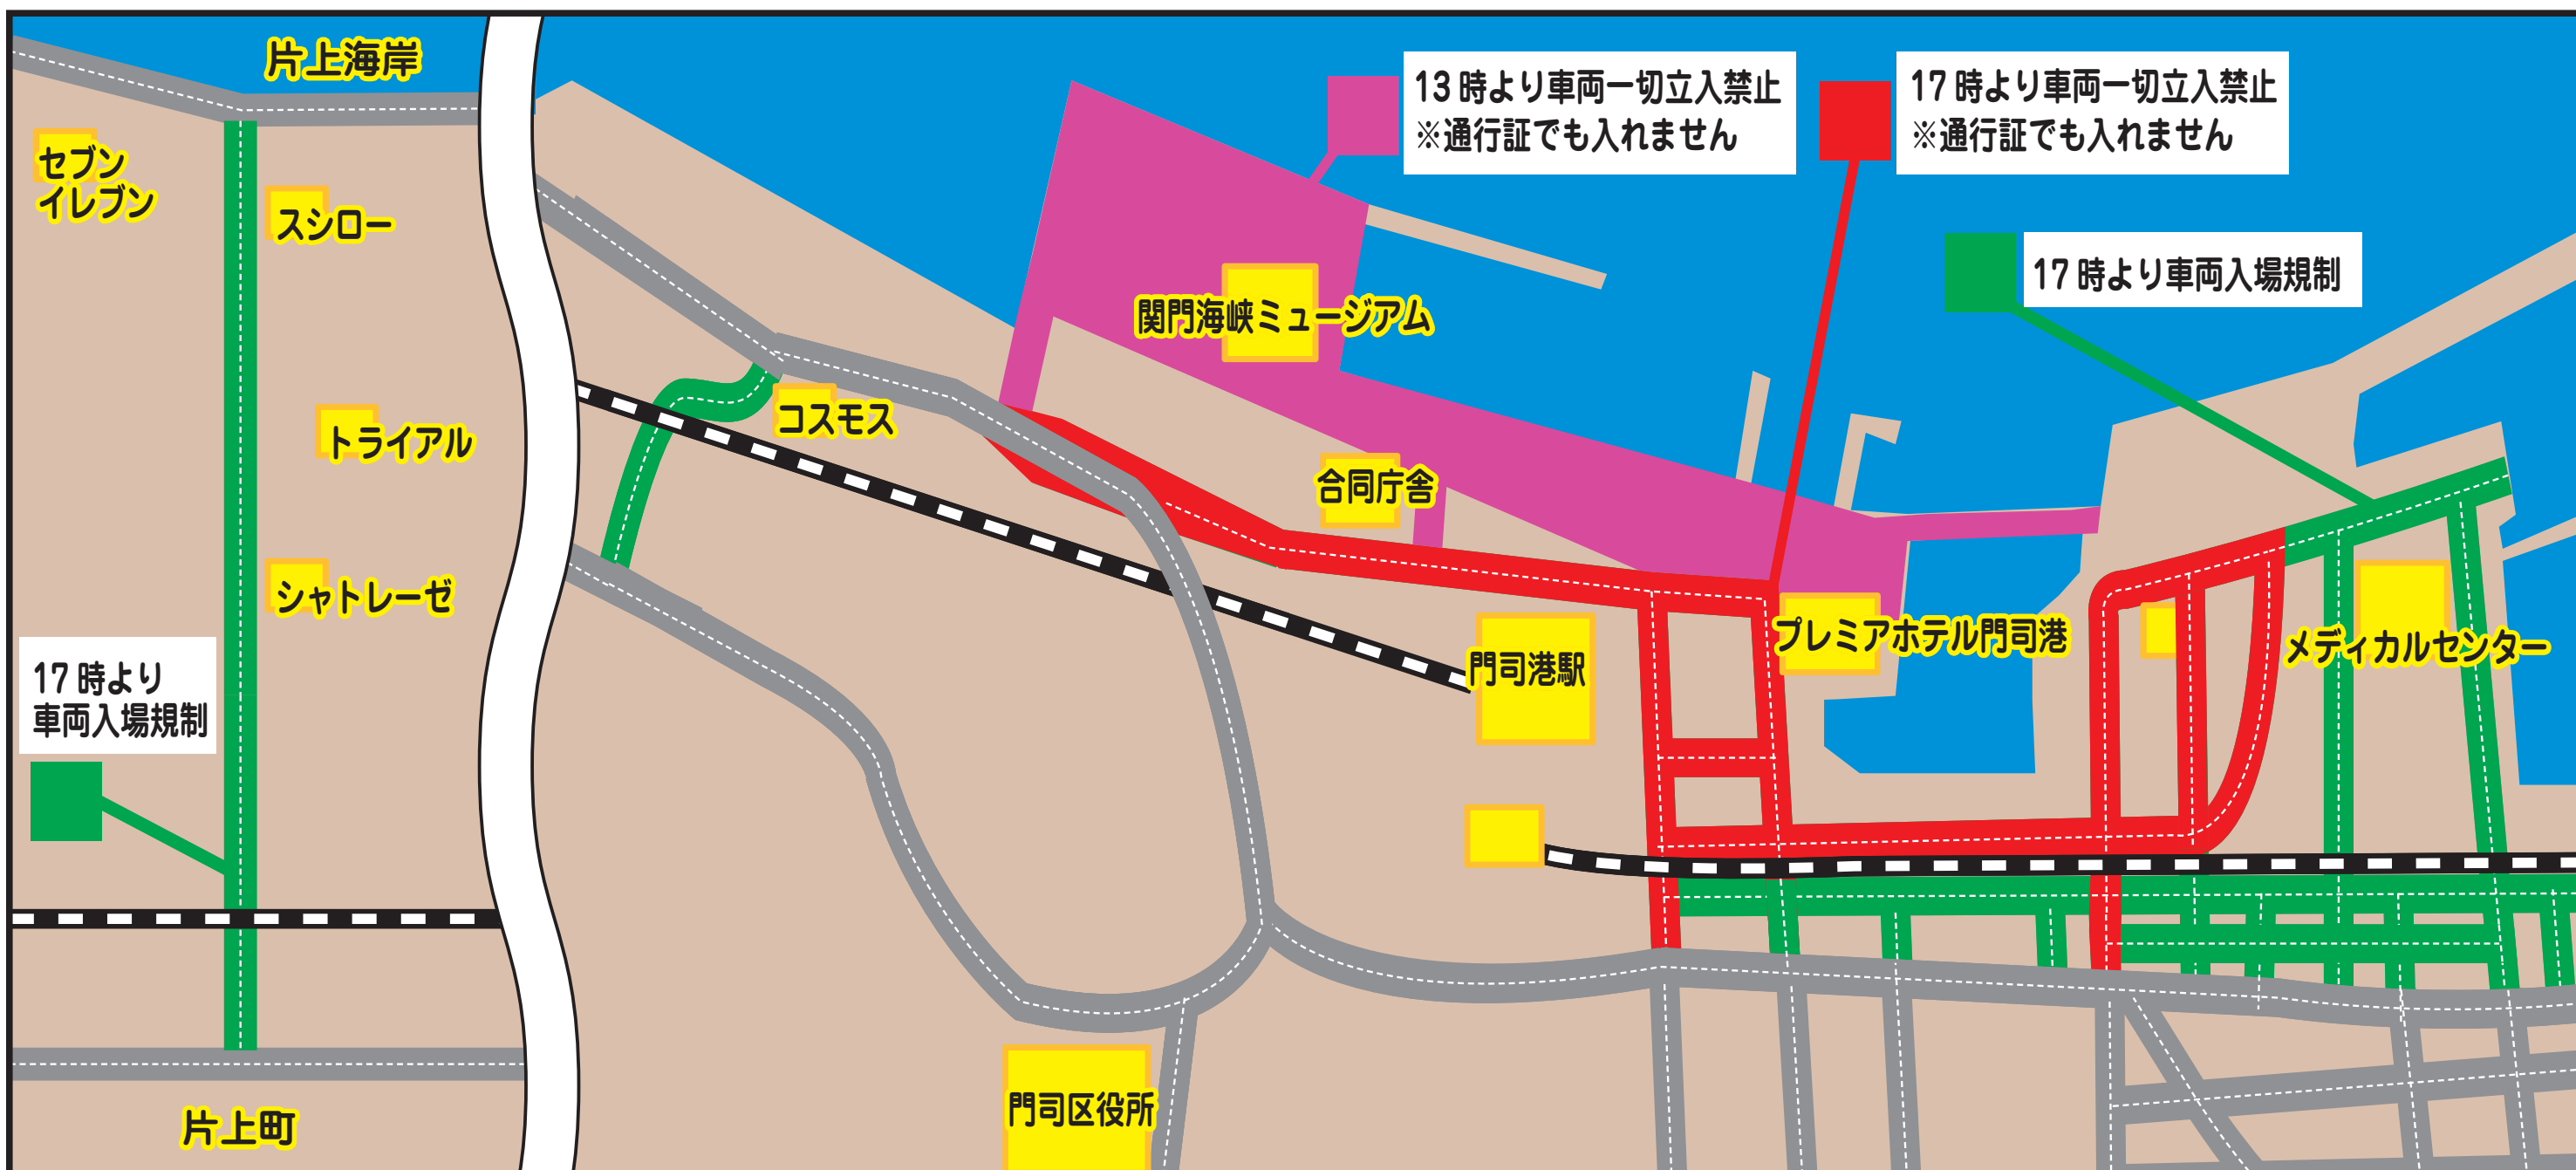 片上海岸
セブン
イレブン
スシロー
トライアル
シャトレーゼ
17時より
車両入場規制
片上町
13時より車両一切立入禁止
※通行証でも入れません
17時より車両一切立入禁止
※通行証でも入れません
17時より車両入場規制
関門海峡ミュージアム
コスモス
合同庁舎
門司港駅
プレミアホテル門司港
メディカルセンター
門司区役所